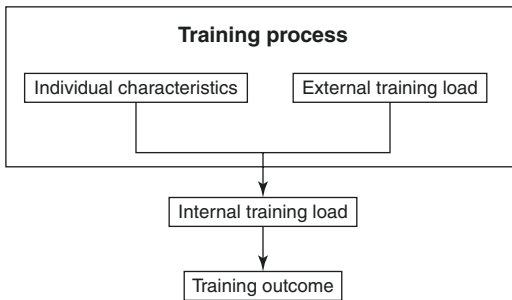 Training process
Individual characteristics
External training load
Internal training load
Training outcome